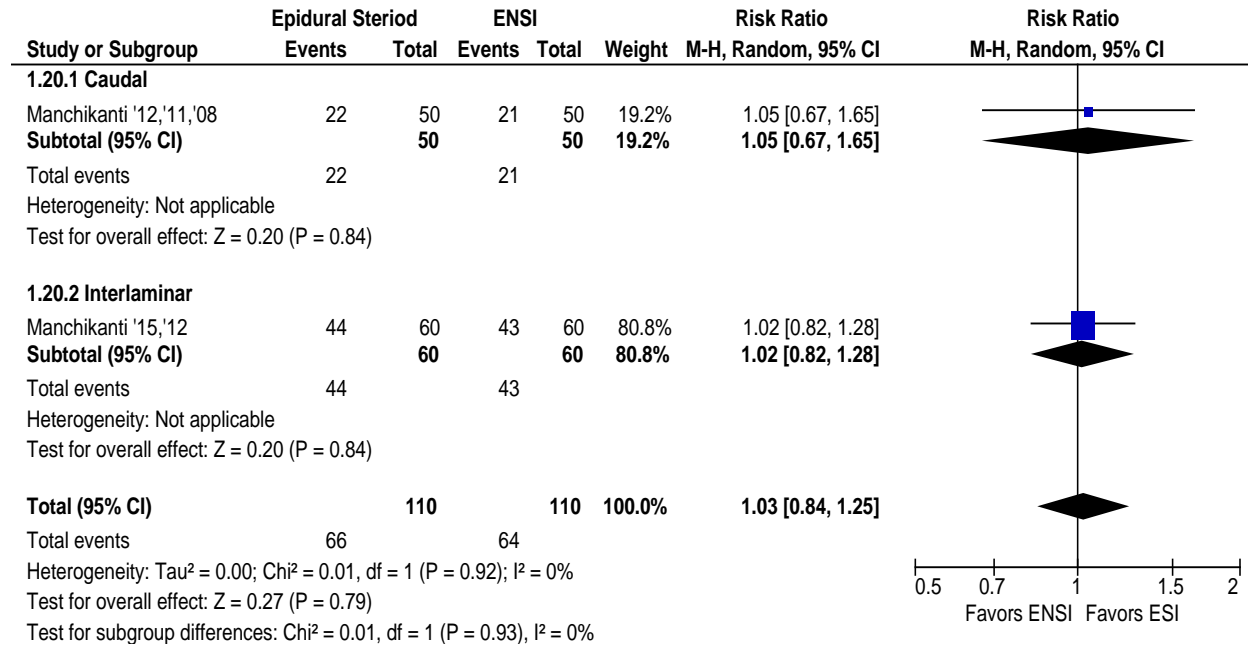 Epidural Steriod ENSI Risk Ratio Risk Ratio
Study or Subgroup Events Total Events Total Weight M-H, Random, 95% CI M-H, Random, 95% CI
1.20.1 Caudal
Manchikanti '12,'11,'08 22 50 21 50 19.2% 1.05 [0.67, 1.65]
Subtotal (95% CI) 50 50 19.2% 1.05 [0.67, 1.65]
Total events 22 21
Heterogeneity: Not applicable
Test for overall effect: Z = 0.20 (P = 0.84)
1.20.2 Interlaminar
Manchikanti '15,'12 44 60 43 60 80.8% 1.02 [0.82, 1.28]
Subtotal (95% CI) 60 60 80.8% 1.02 [0.82, 1.28]
Total events 44 43
Heterogeneity: Not applicable
Test for overall effect: Z = 0.20 (P = 0.84)
Total (95% CI) 110 110 100.0% 1.03 [0.84, 1.25]
Total events 66 64
Heterogeneity: Tau² = 0.00; Chi² = 0.01, df = 1 (P = 0.92); I² = 0%
Test for overall effect: Z = 0.27 (P = 0.79)
Test for subgroup differences: Chi² = 0.01, df = 1 (P = 0.93), I² = 0%
0.5 0.7 1 1.5 2
Favors ENSI Favors ESI